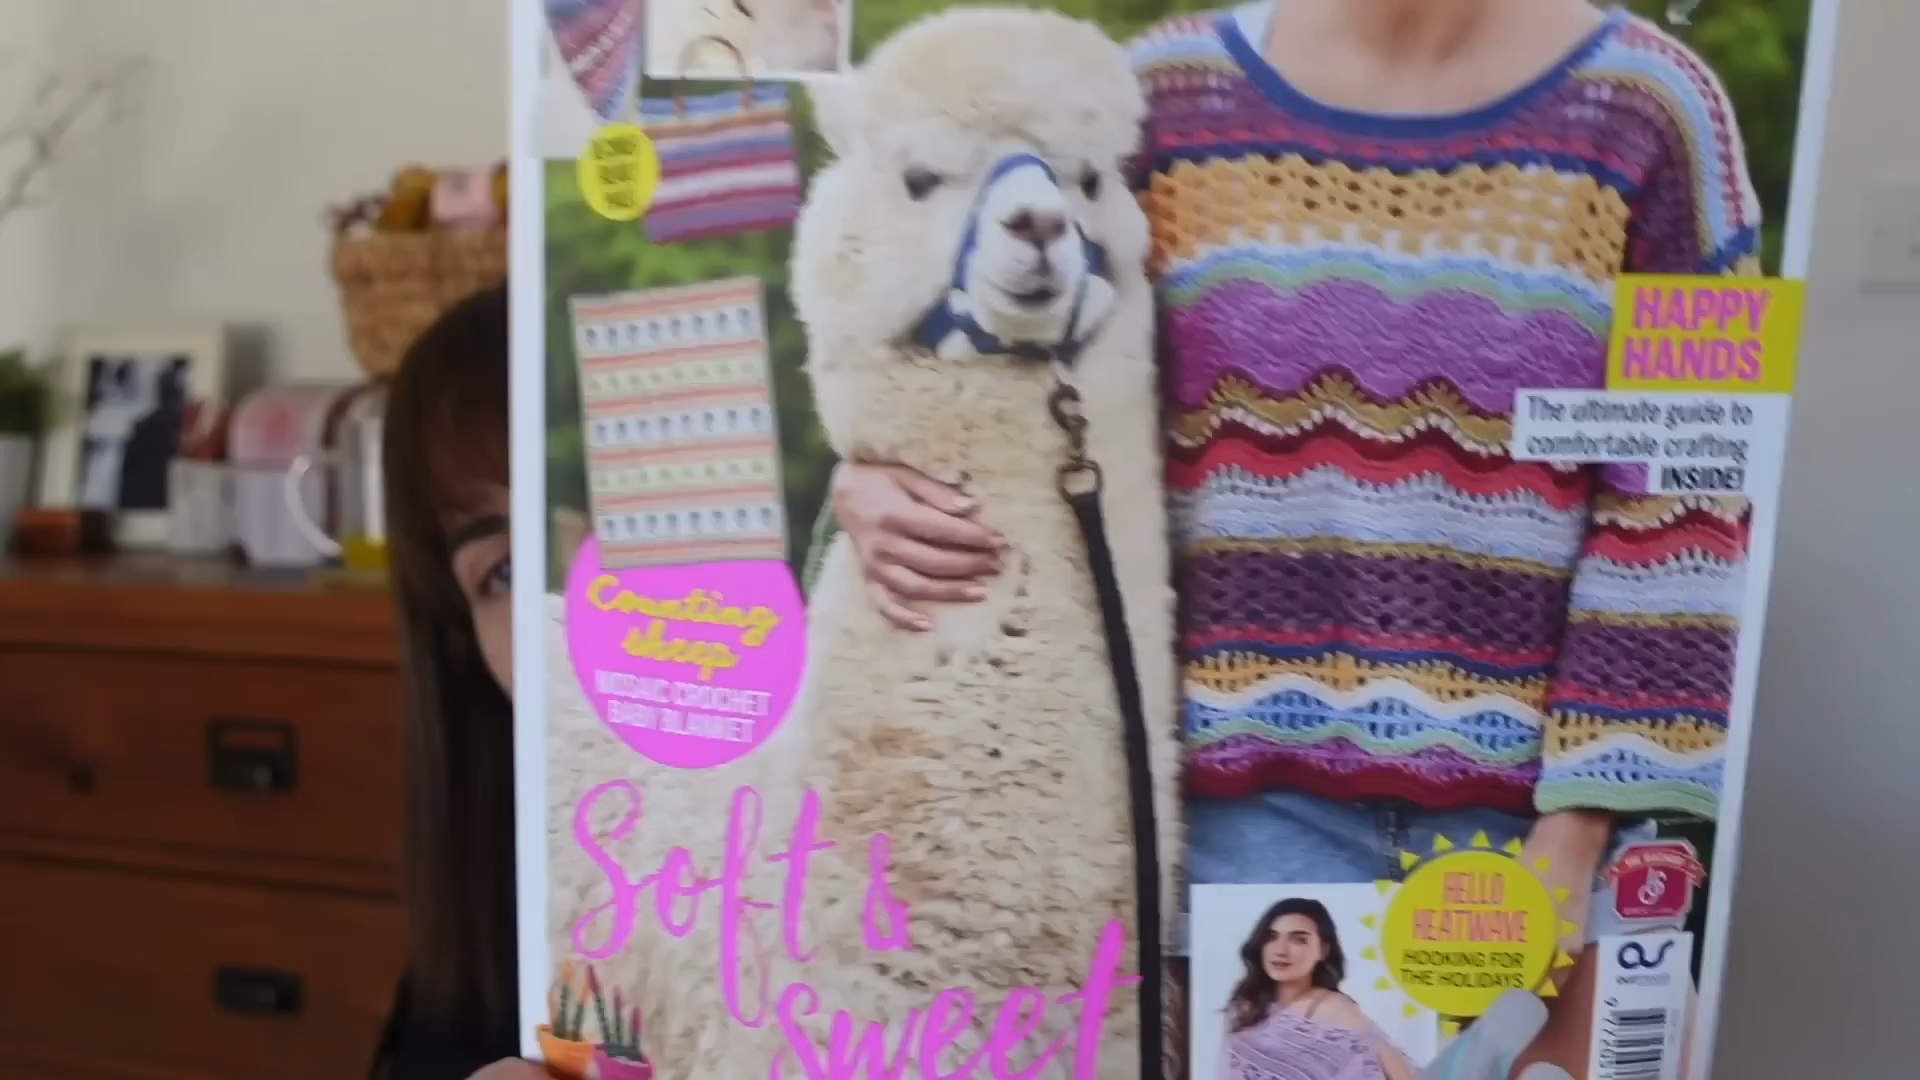 HAPPY
HANDS
The ultimate guide to
comfortable crafting
INSIDE!
Counting
sheep
MOSAIC CROCHET
BABY BLANKET
Soft &
sweet
HELLO
HEATWAVE
HOOKING FOR
THE HOLIDAYS